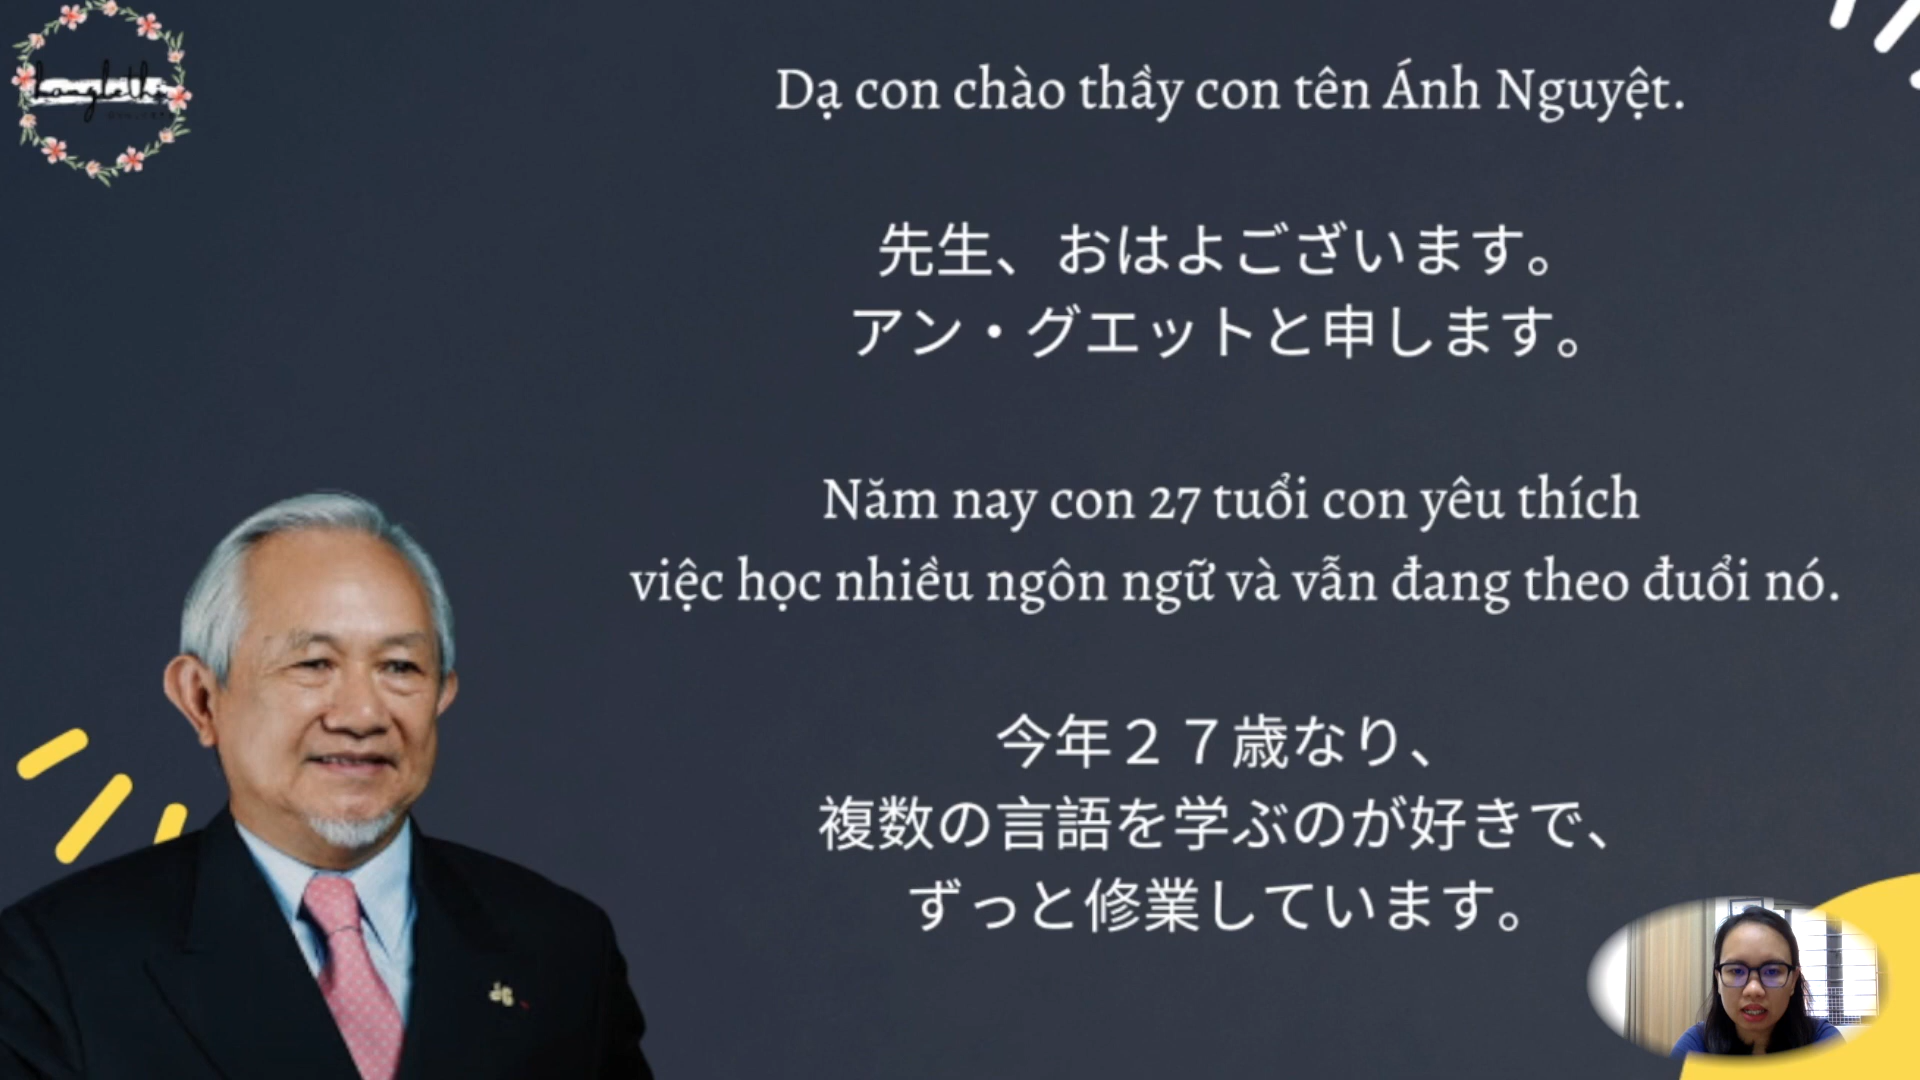 Dạ con chào thầy con tên Ánh Nguyệt.
先生、おはよございます。
アン・グエットと申します。
Năm nay con 27 tuổi con yêu thích
việc học nhiều ngôn ngữ và vẫn đang theo đuổi nó.
今年２７歳なり、
複数の言語を学ぶのが好きで、
ずっと修業しています。